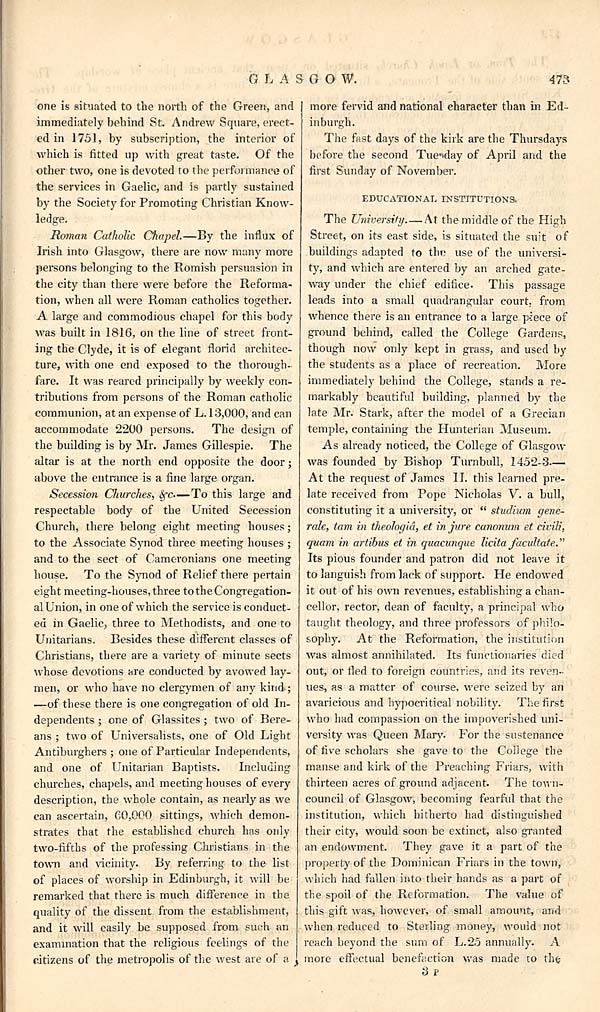 GLASGOW.
473
one is situated to the north of the Green, and
immediately behind St. Andrew Square, erect-
ed in 1751, by subscription, the interior of
which is fitted up with great taste. Of the
other two, one is devoted to the performance of
the services in Gaelic, and is partly sustained
by the Society for Promoting Christian Know-
ledge.
Roman Catholic Chapel.—By the influx of
Irish into Glasgow, there are now many more
persons belonging to the Romish persuasion in
the city than there were before the Reforma-
tion, when all were Roman catholics together.
A large and commodious chapel for this body
was built in 1816, on the line of street front-
ing the Clyde, it is of elegant florid architec-
ture, with one end exposed to the thorough-
fare. It was reared principally by weekly con-
tributions from persons of the Roman catholic
communion, at an expense of L.13,000, and can
accommodate 2200 persons. The design of
the building is by Mr. James Gillespie. The
altar is at the north end opposite the door;
above the entrance is a fine large organ.
Secession Churches, &c.—To this large and
respectable body of the United Secession
Church, there belong eight meeting houses;
to the Associate Synod three meeting houses;
and to the sect of Cameronians one meeting
house. To the Synod of Relief there pertain
eight meeting-houses, three to the Congregation-
al Union, in one of which the service is conduct-
ed in Gaelic, three to Methodists, and one to
Unitarians. Besides these different classes of
Christians, there are a variety of minute sects
whose devotions are conducted by avowed lay-
men, or who have no clergymen of any kind;
—of these there is one congregation of old In-
dependents; one of Glassites; two of Bere-
ans; two of Universalists, one of Old Light
Antiburghers; one of Particular Independents,
and one of Unitarian Baptists. Including
churches, chapels, and meeting houses of every
description, the whole contain, as nearly as we
can ascertain, 60,000 sittings, which demon-
strates that the established church has only
two-fifths of the professing Christians in the
town and vicinity. By referring to the list
of places of worship in Edinburgh, it will be
remarked that there is much difference in the
quality of the dissent from the establishment,
and it will easily be supposed from such an
examination that the religious feelings of the
citizens of the metropolis of the west are of a
more fervid and national character than in Ed-
inburgh.
The fast days of the kirk are the Thursdays
before the second Tuesday of April and the
first Sunday of November.
EDUCATIONAL INSTITUTIONS.
The University.—At the middle of the High
Street, on its east side, is situated the suit of
buildings adapted to the use of the universi-
ty, and which are entered by an arched gate-
way under the chief edifice. This passage
leads into a small quadrangular court, from
whence there is an entrance to a large piece of
ground behind, called the College Gardens,
though now only kept in grass, and used by
the students as a place of recreation. More
immediately behind the College, stands a re-
markably beautiful building, planned by the
late Mr. Stark, after the model of a Grecian
temple, containing the Hunterian Museum.
As already noticed, the College of Glasgow
was founded by Bishop Turnbull, 1452-3.—
At the request of James II. this learned pre-
late received from Pope Nicholas V. a bull,
constituting it a university, or " studium gene-
rale, tam in theologiâ, et in jure canonum et civili,
quam in artibus et in quacunque licita facultate."
Its pious founder and patron did not leave it
to languish from lack of support. He endowed
it out of his own revenues, establishing a chan-
cellor, rector, dean of faculty, a principal who
taught theology, and three professors of philo-
sophy. At the Reformation, the institution
was almost annihilated. Its functionaries died
out, or fled to foreign countries, and its reven-
ues, as a matter of course, were seized by an
avaricious and hypocritical nobility. The first
who had compassion on the impoverished uni-
versity was Queen Mary. For the sustenance
of five scholars she gave to the College the
manse and kirk of the Preaching Friars, with
thirteen acres of ground adjacent. The town-
council of Glasgow, becoming fearful that the
institution, which hitherto had distinguished
their city, would soon be extinct, also granted
an endowment. They gave it a part of the
property of the Dominican Friars in the town,
which had fallen into their hands as a part of
the spoil of the Reformation. The value of
this gift was, however, of small amount, and
when reduced to Sterling money, would not
reach beyond the sum of L.25 annually. A
more effectual benefaction was made to the
3 P